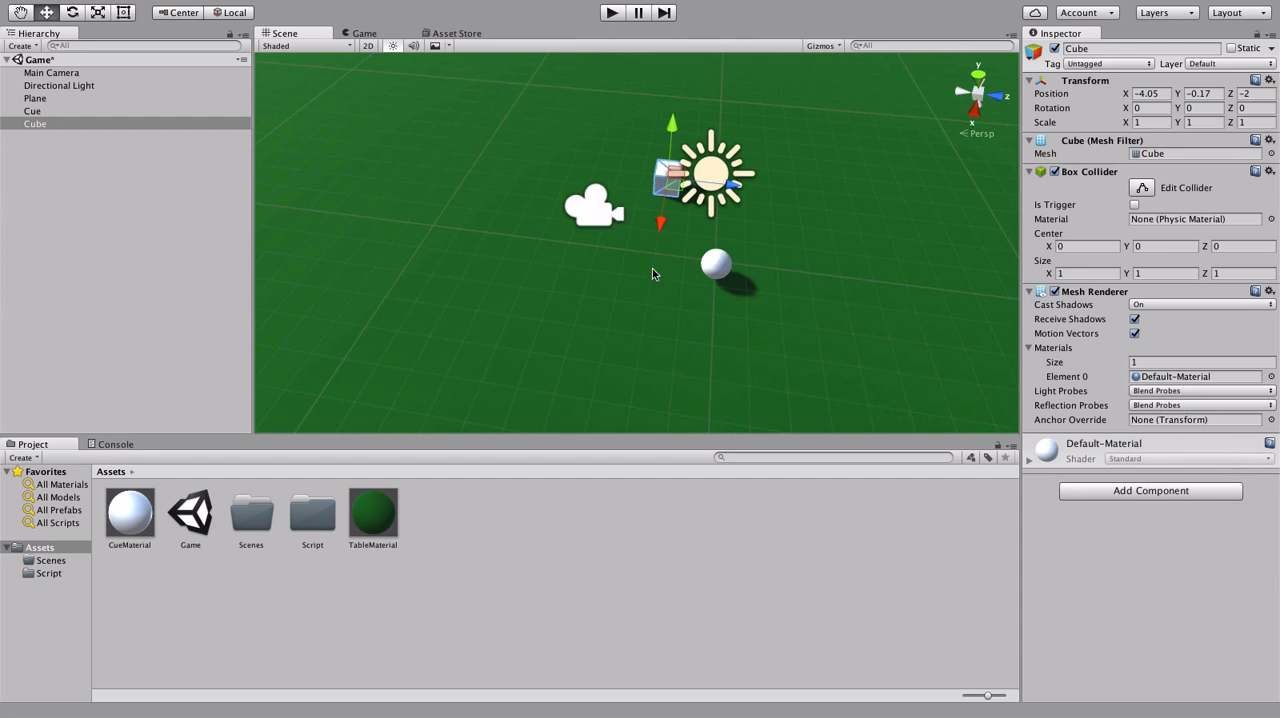 Center Local Account Layers Layout
Hierarchy
Create All
Game*
Main Camera
Directional Light
Plane
Cue
Cube
Scene Game Asset Store
Shaded 2D Gizmos All
y
z
x
Persp
Inspector
Cube Static
Tag Untagged Layer Default
Transform
Position X -4.05 Y -0.17 Z -2
Rotation X 0 Y 0 Z 0
Scale X 1 Y 1 Z 1
Cube (Mesh Filter)
Mesh Cube
Box Collider
Edit Collider
Is Trigger
Material None (Physic Material)
Center
X 0 Y 0 Z 0
Size
X 1 Y 1 Z 1
Mesh Renderer
Cast Shadows On
Receive Shadows
Motion Vectors
Materials
Size 1
Element 0 Default-Material
Light Probes Blend Probes
Reflection Probes Blend Probes
Anchor Override None (Transform)
Default-Material
Shader Standard
Add Component
Project Console
Create
Favorites
All Materials
All Models
All Prefabs
All Scripts
Assets
Scenes
Script
Assets
CueMaterial Game Scenes Script TableMaterial